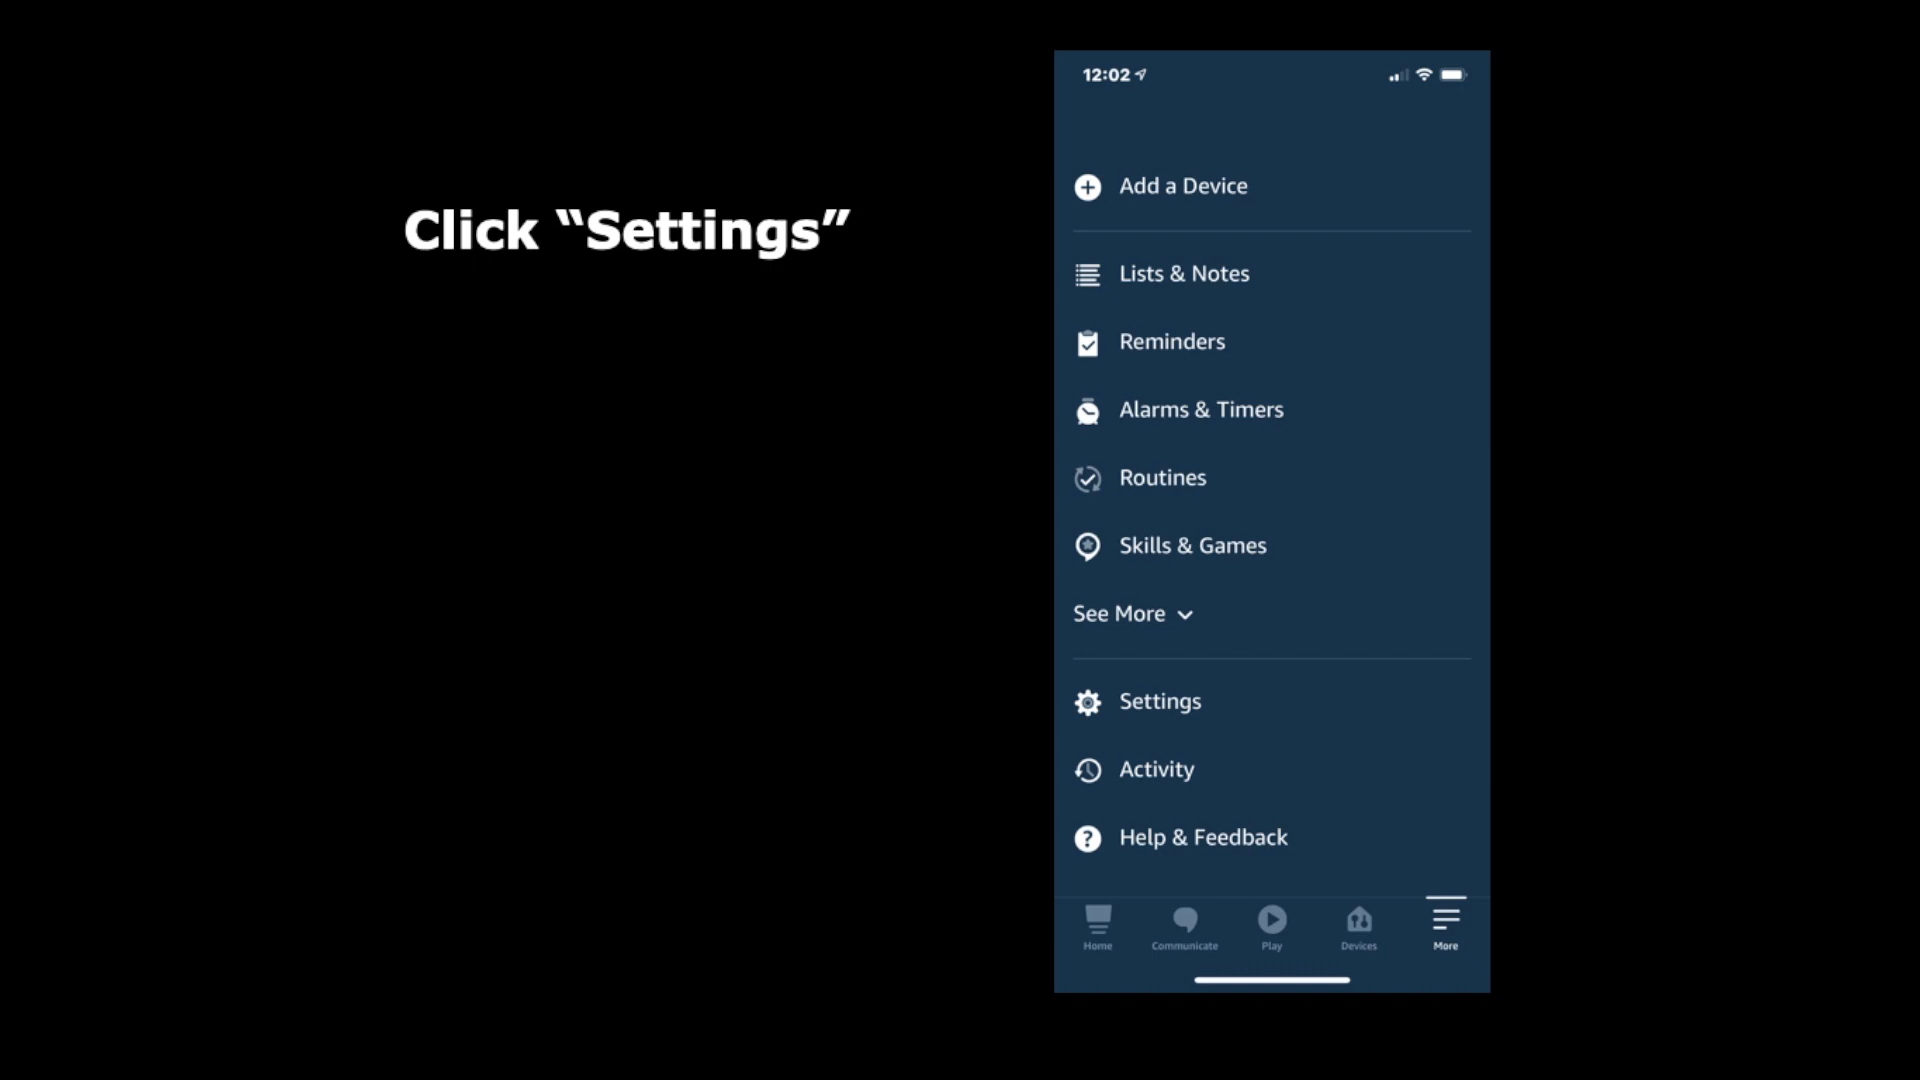 Click “Settings”
12:02
Add a Device
Lists & Notes
Reminders
Alarms & Timers
Routines
Skills & Games
See More
Settings
Activity
Help & Feedback
Home
Communicate
Play
Devices
More